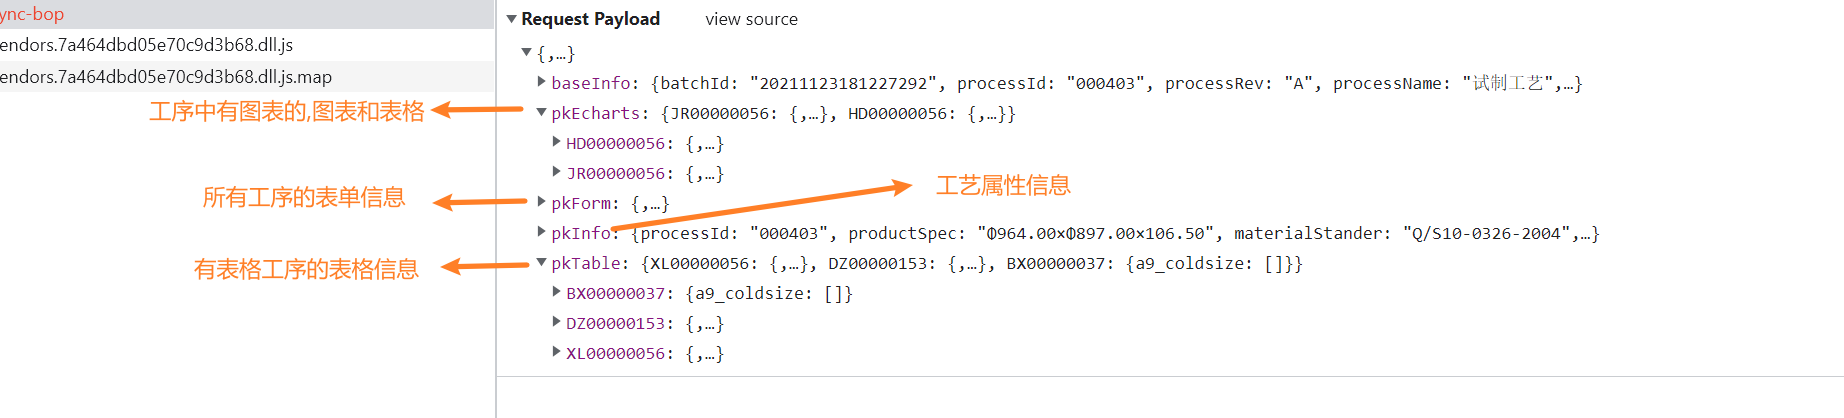 ync-bop
endors.7a464dbd05e70c9d3b68.dll.js
endors.7a464dbd05e70c9d3b68.dll.js.map
工序中有图表的,图表和表格
所有工序的表单信息
有表格工序的表格信息
工艺属性信息
Request Payload view source
{,…}
baseInfo: {batchId: "20211123181227292", processId: "000403", processRev: "A", processName: "试制工艺",…}
pkEcharts: {JR00000056: {,…}, HD00000056: {,…}}
HD00000056: {,…}
JR00000056: {,…}
pkForm: {,…}
pkInfo: {processId: "000403", productSpec: "Φ964.00×Φ897.00×106.50", materialStander: "Q/S10-0326-2004",…}
pkTable: {XL00000056: {,…}, DZ00000153: {,…}, BX00000037: {a9_coldsize: []}}
BX00000037: {a9_coldsize: []}
DZ00000153: {,…}
XL00000056: {,…}